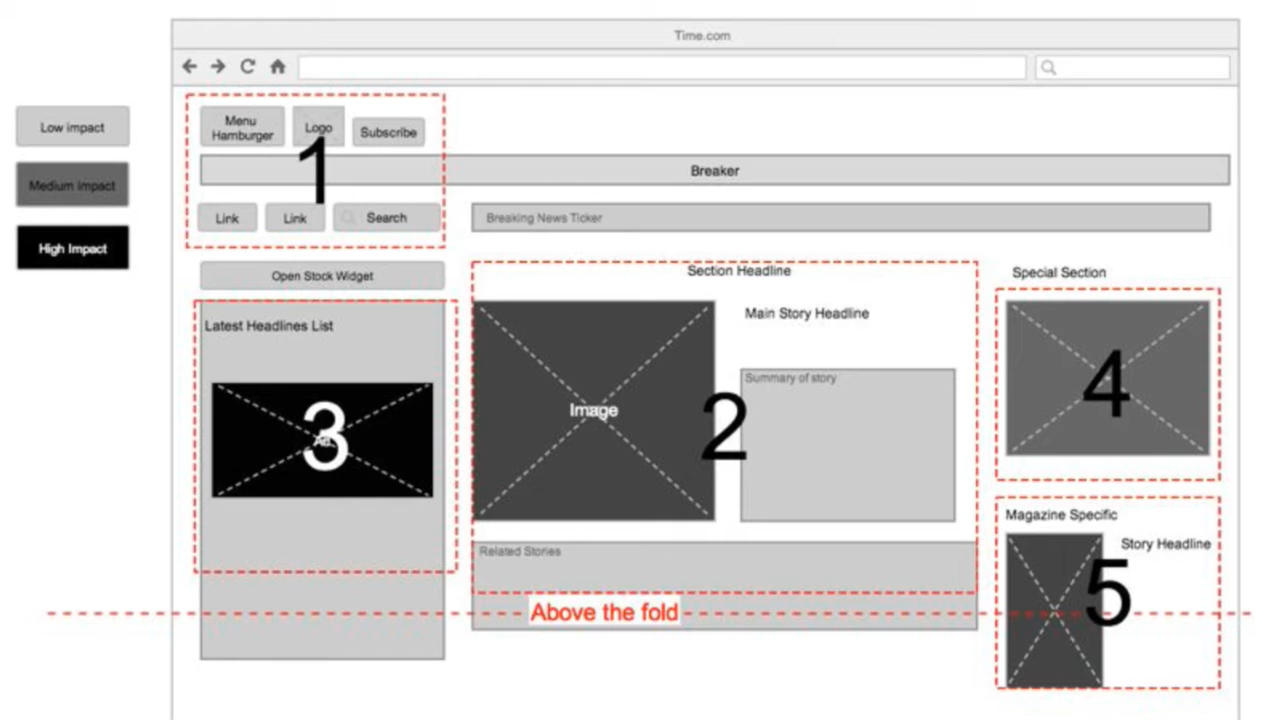 Time.com
Low impact
Medium impact
High Impact
Menu
Hamburger
Logo
Subscribe
1
Breaker
Link
Link
Search
Breaking News Ticker
Open Stock Widget
Latest Headlines List
Ad
3
Section Headline
Main Story Headline
Image
Summary of story
2
Related Stories
Above the fold
Special Section
4
Magazine Specific
Story Headline
5